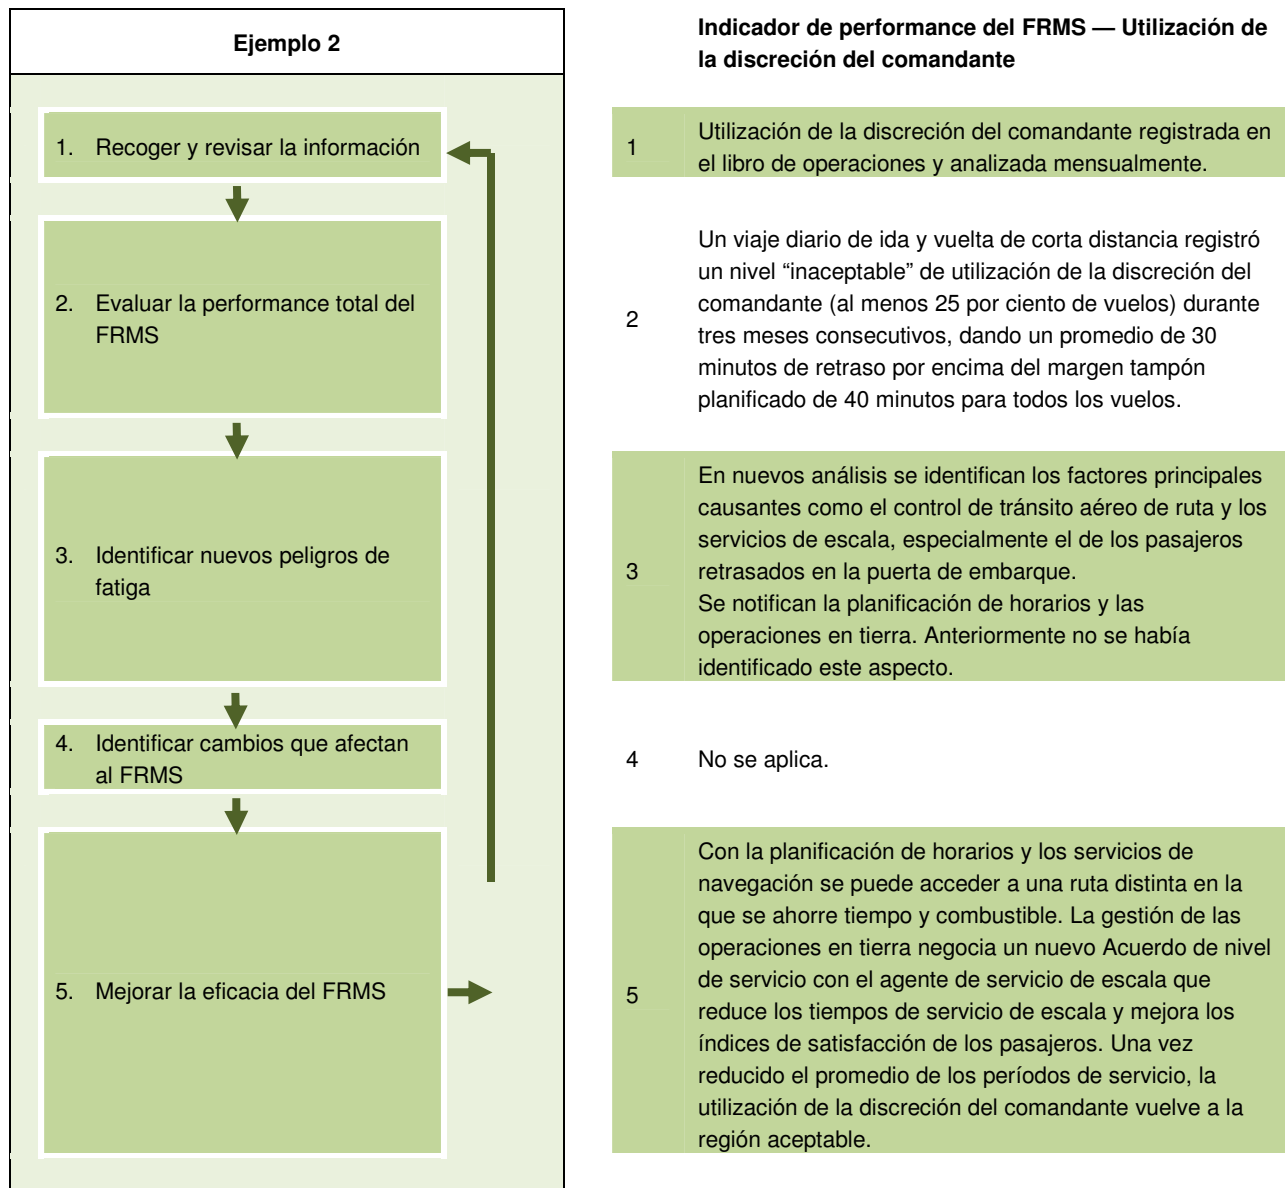 Ejemplo 2
1. Recoger y revisar la información
2. Evaluar la performance total del
FRMS
3. Identificar nuevos peligros de
fatiga
4. Identificar cambios que afectan
al FRMS
5. Mejorar la eficacia del FRMS
Indicador de performance del FRMS — Utilización de
la discreción del comandante
1
Utilización de la discreción del comandante registrada en
el libro de operaciones y analizada mensualmente.
2
Un viaje diario de ida y vuelta de corta distancia registró
un nivel “inaceptable” de utilización de la discreción del
comandante (al menos 25 por ciento de vuelos) durante
tres meses consecutivos, dando un promedio de 30
minutos de retraso por encima del margen tampón
planificado de 40 minutos para todos los vuelos.
3
En nuevos análisis se identifican los factores principales
causantes como el control de tránsito aéreo de ruta y los
servicios de escala, especialmente el de los pasajeros
retrasados en la puerta de embarque.
Se notifican la planificación de horarios y las
operaciones en tierra. Anteriormente no se había
identificado este aspecto.
4
No se aplica.
5
Con la planificación de horarios y los servicios de
navegación se puede acceder a una ruta distinta en la
que se ahorre tiempo y combustible. La gestión de las
operaciones en tierra negocia un nuevo Acuerdo de nivel
de servicio con el agente de servicio de escala que
reduce los tiempos de servicio de escala y mejora los
índices de satisfacción de los pasajeros. Una vez
reducido el promedio de los períodos de servicio, la
utilización de la discreción del comandante vuelve a la
región aceptable.